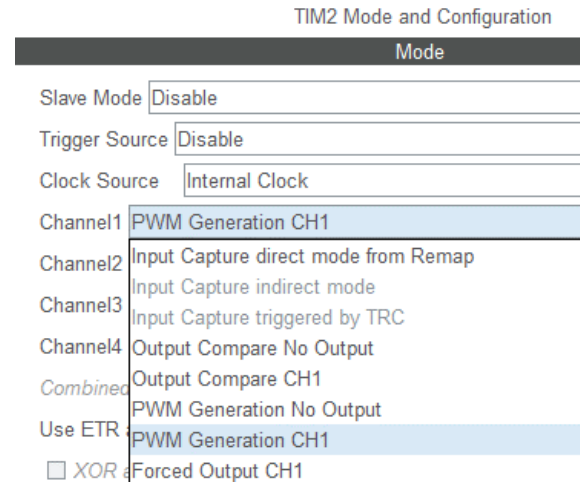 TIM2 Mode and Configuration
Mode
Slave Mode Disable
Trigger Source Disable
Clock Source Internal Clock
Channel1 PWM Generation CH1
Channel2
Input Capture direct mode from Remap
Input Capture indirect mode
Channel3
Input Capture triggered by TRC
Channel4
Output Compare No Output
Output Compare CH1
Combined
PWM Generation No Output
Use ETR
PWM Generation CH1
XOR
Forced Output CH1